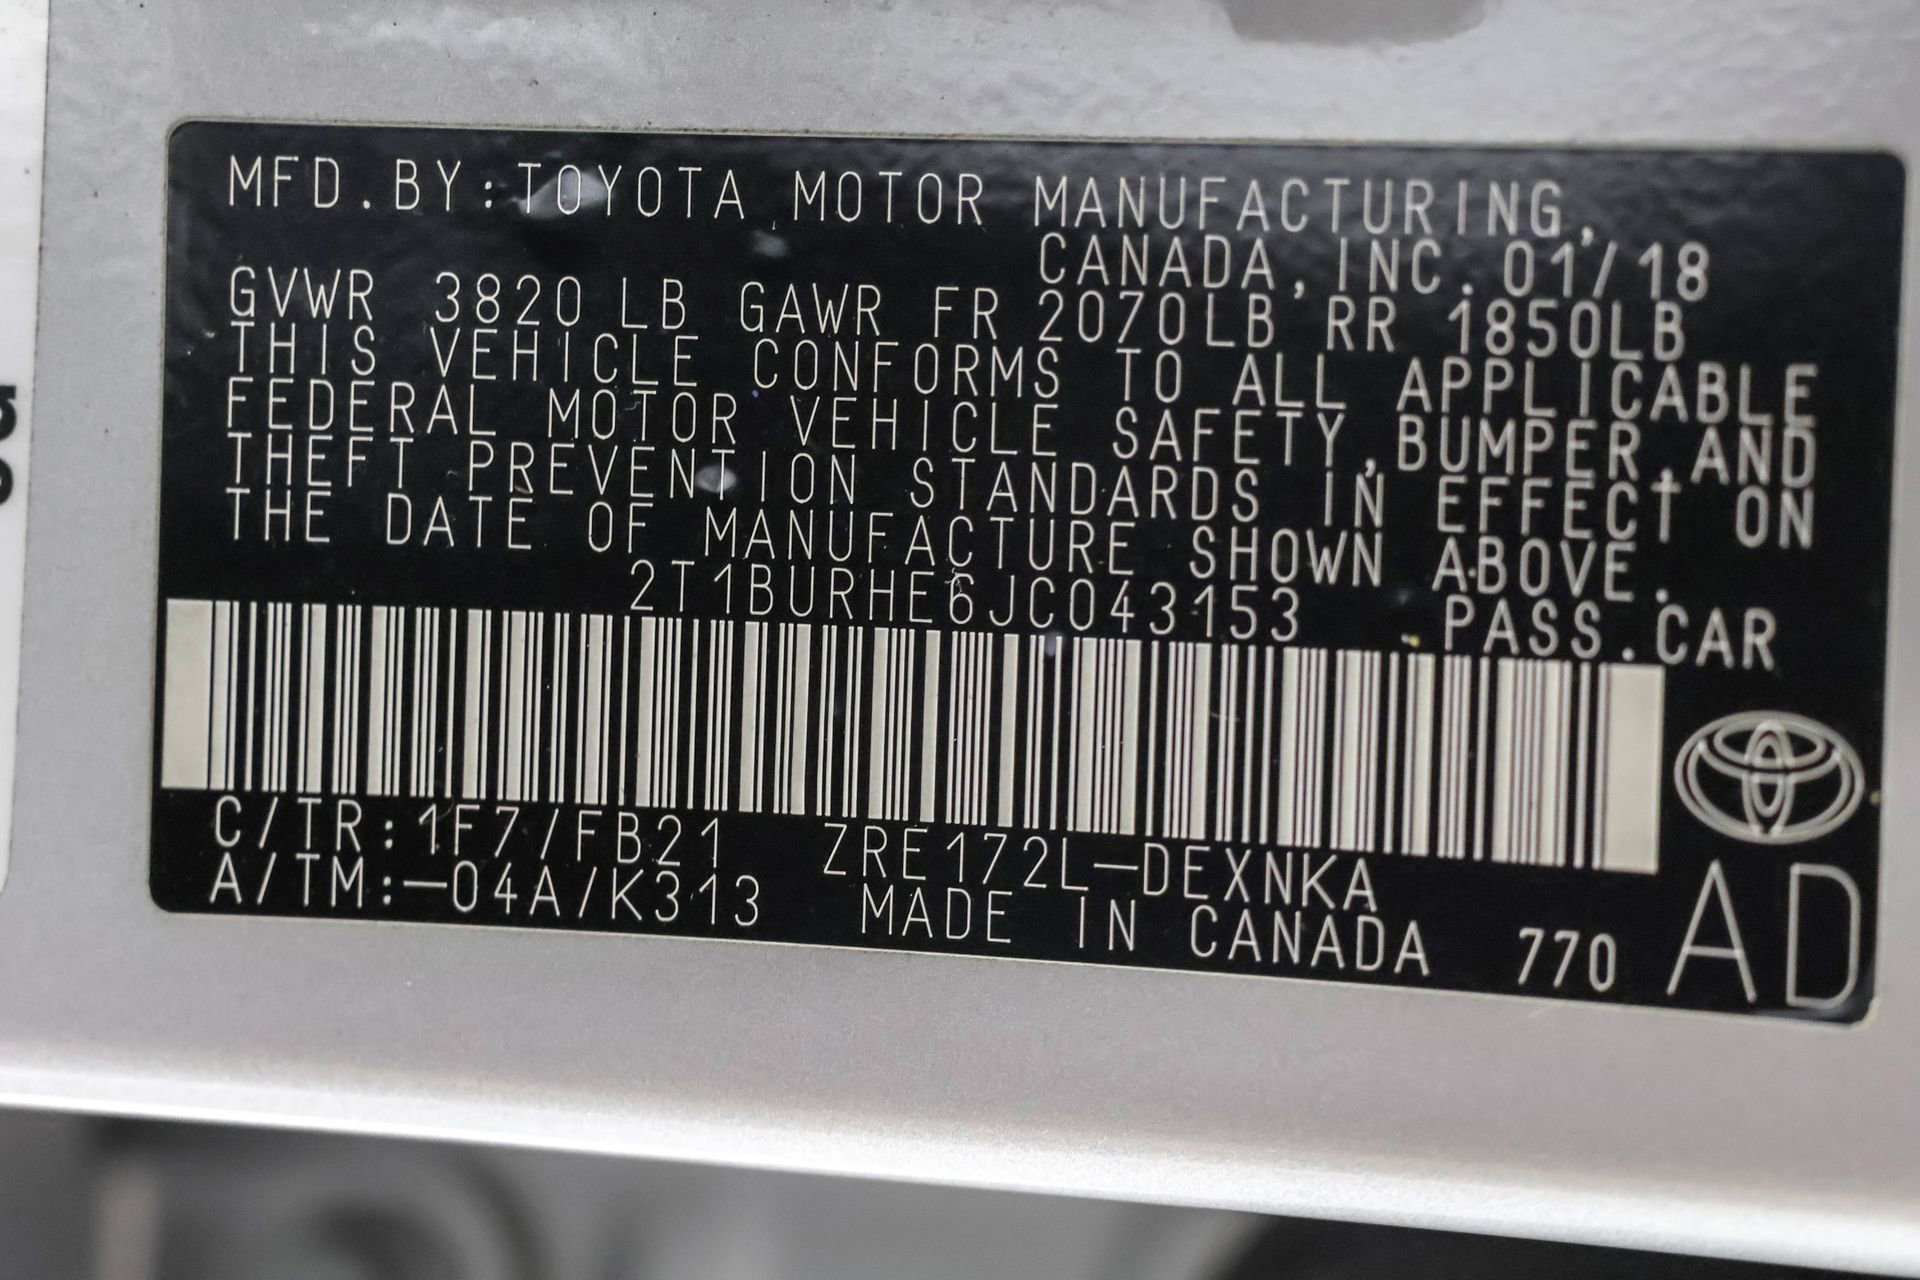 MFD.BY:TOYOTA MOTOR MANUFACTURING,
CANADA,INC.01/18
GVWR 3820LB GAWR FR 2070LB RR 1850LB
THIS VEHICLE CONFORMS TO ALL APPLICABLE
FEDERAL MOTOR VEHICLE SAFETY,BUMPER,AND
THEFT PREVENTION STANDARDS IN EFFECT ON
THE DATE OF MANUFACTURE SHOWN ABOVE.
2T1BURHE6JC043153 PASS.CAR
C/TR:1F7/FB21 ZRE172L-DEXNKA
A/TM:-04A/K313 MADE IN CANADA 770 AD